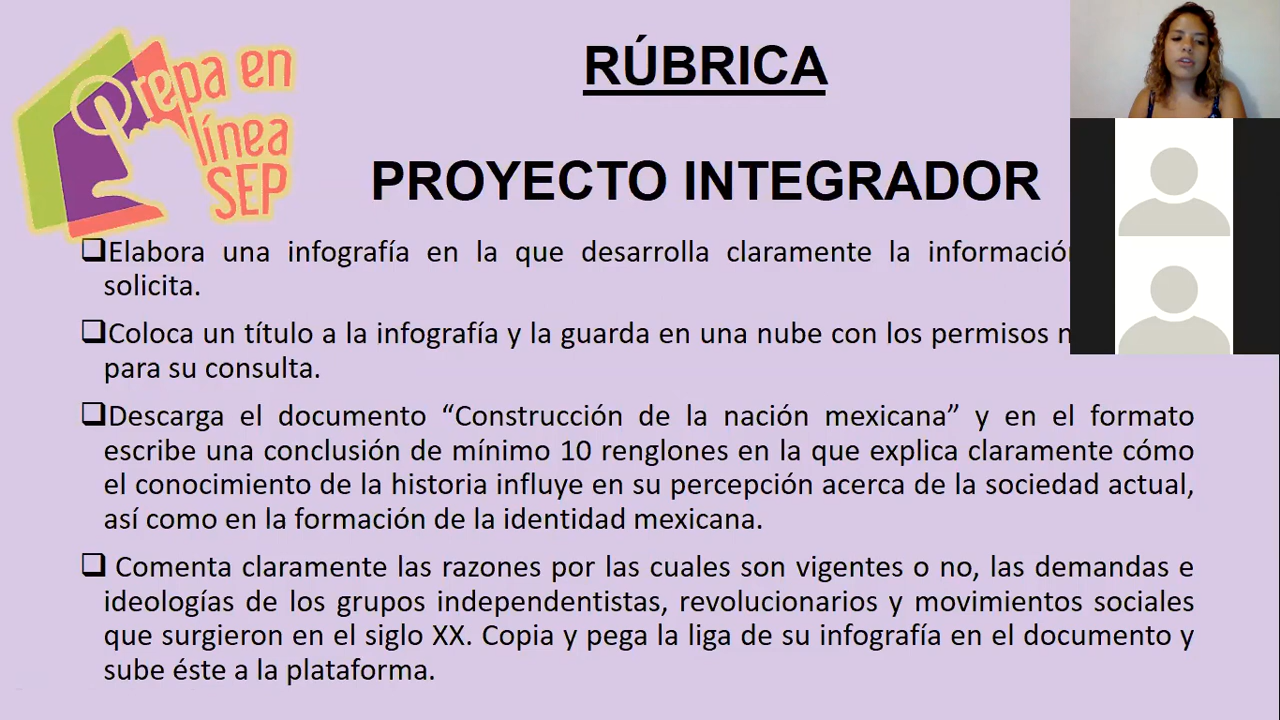 Prepa en
línea
SEP
RÚBRICA
PROYECTO INTEGRADOR
Elabora una infografía en la que desarrolla claramente la información
solicita.
Coloca un título a la infografía y la guarda en una nube con los permisos
para su consulta.
Descarga el documento “Construcción de la nación mexicana” y en el formato
escribe una conclusión de mínimo 10 renglones en la que explica claramente cómo
el conocimiento de la historia influye en su percepción acerca de la sociedad actual,
así como en la formación de la identidad mexicana.
Comenta claramente las razones por las cuales son vigentes o no, las demandas e
ideologías de los grupos independentistas, revolucionarios y movimientos sociales
que surgieron en el siglo XX. Copia y pega la liga de su infografía en el documento y
sube éste a la plataforma.